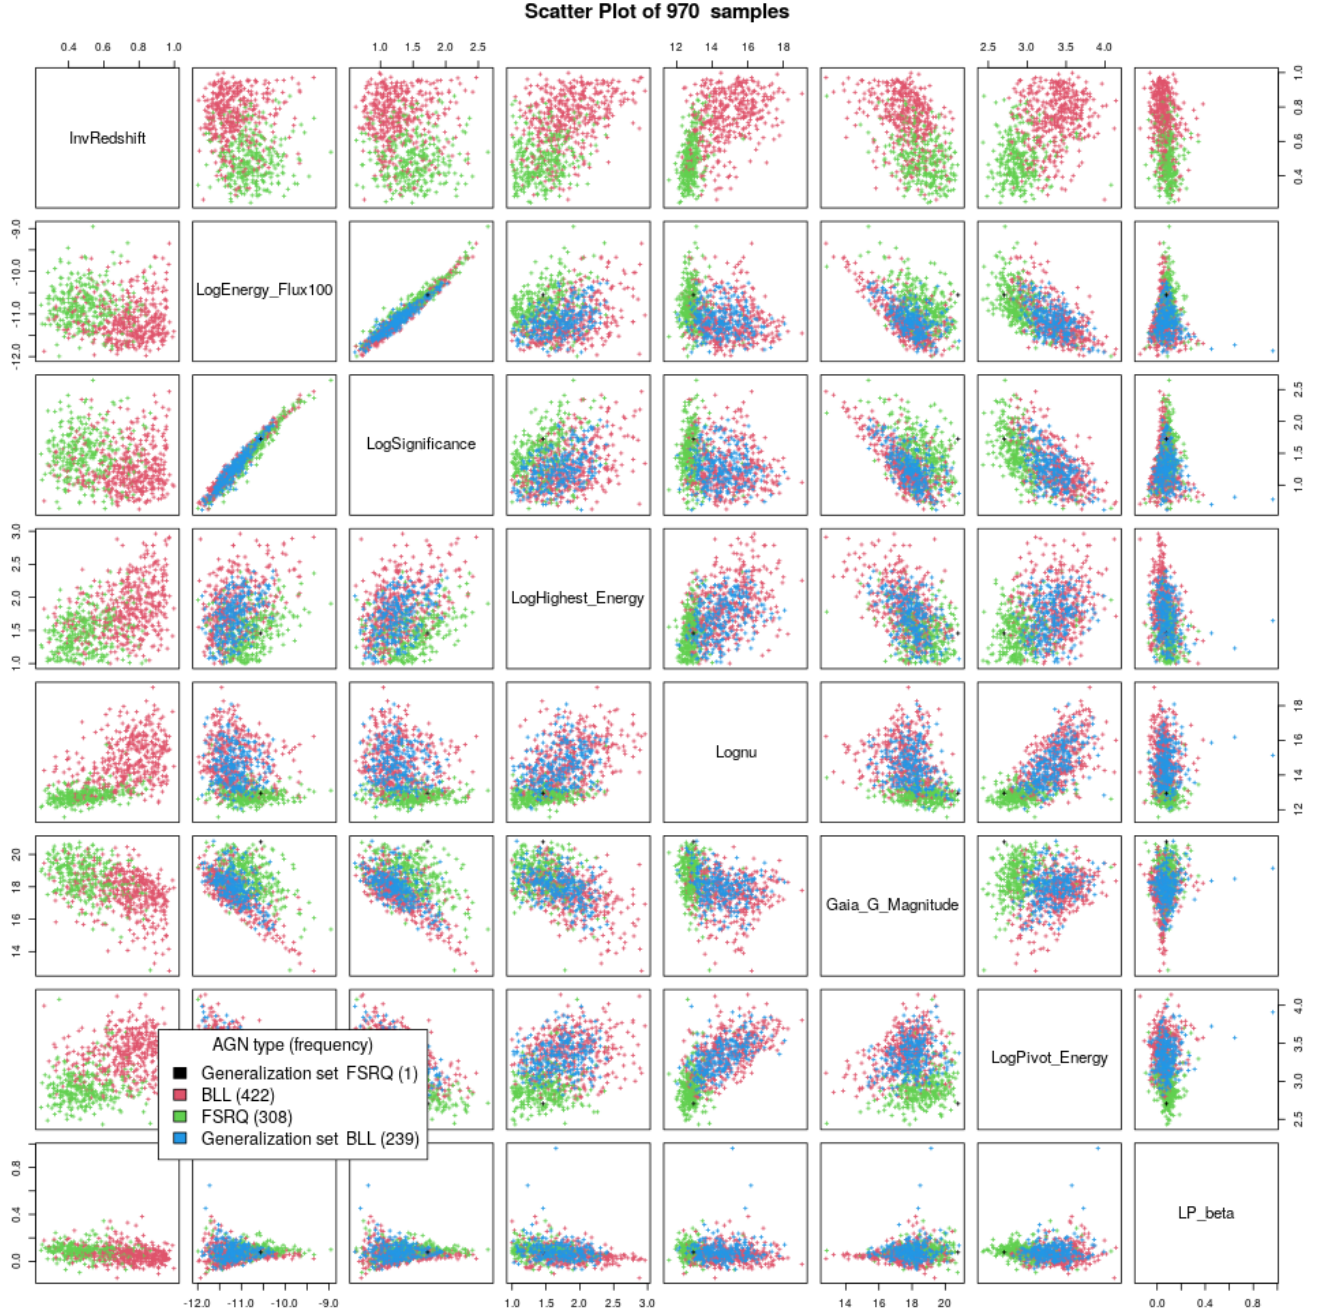 Scatter Plot of 970 samples
0.4 0.6 0.8 1.0
1.0 1.5 2.0 2.5
12 14 16 18
2.5 3.0 3.5 4.0
InvRedshift
0.4 0.6 0.8 1.0
-12.0 -11.0 -10.0 -9.0
LogEnergy_Flux100
LogSignificance
1.0 1.5 2.0 2.5
1.0 1.5 2.0 2.5 3.0
LogHighest_Energy
Lognu
12 14 16 18
14 16 18 20
Gaia_G_Magnitude
LogPivot_Energy
2.5 3.0 3.5 4.0
AGN type (frequency)
Generalization set FSRQ (1)
BLL (422)
FSRQ (308)
Generalization set BLL (239)
0.0 0.4 0.8
LP_beta
-12.0 -11.0 -10.0 -9.0
1.0 1.5 2.0 2.5 3.0
14 16 18 20
0.0 0.4 0.8